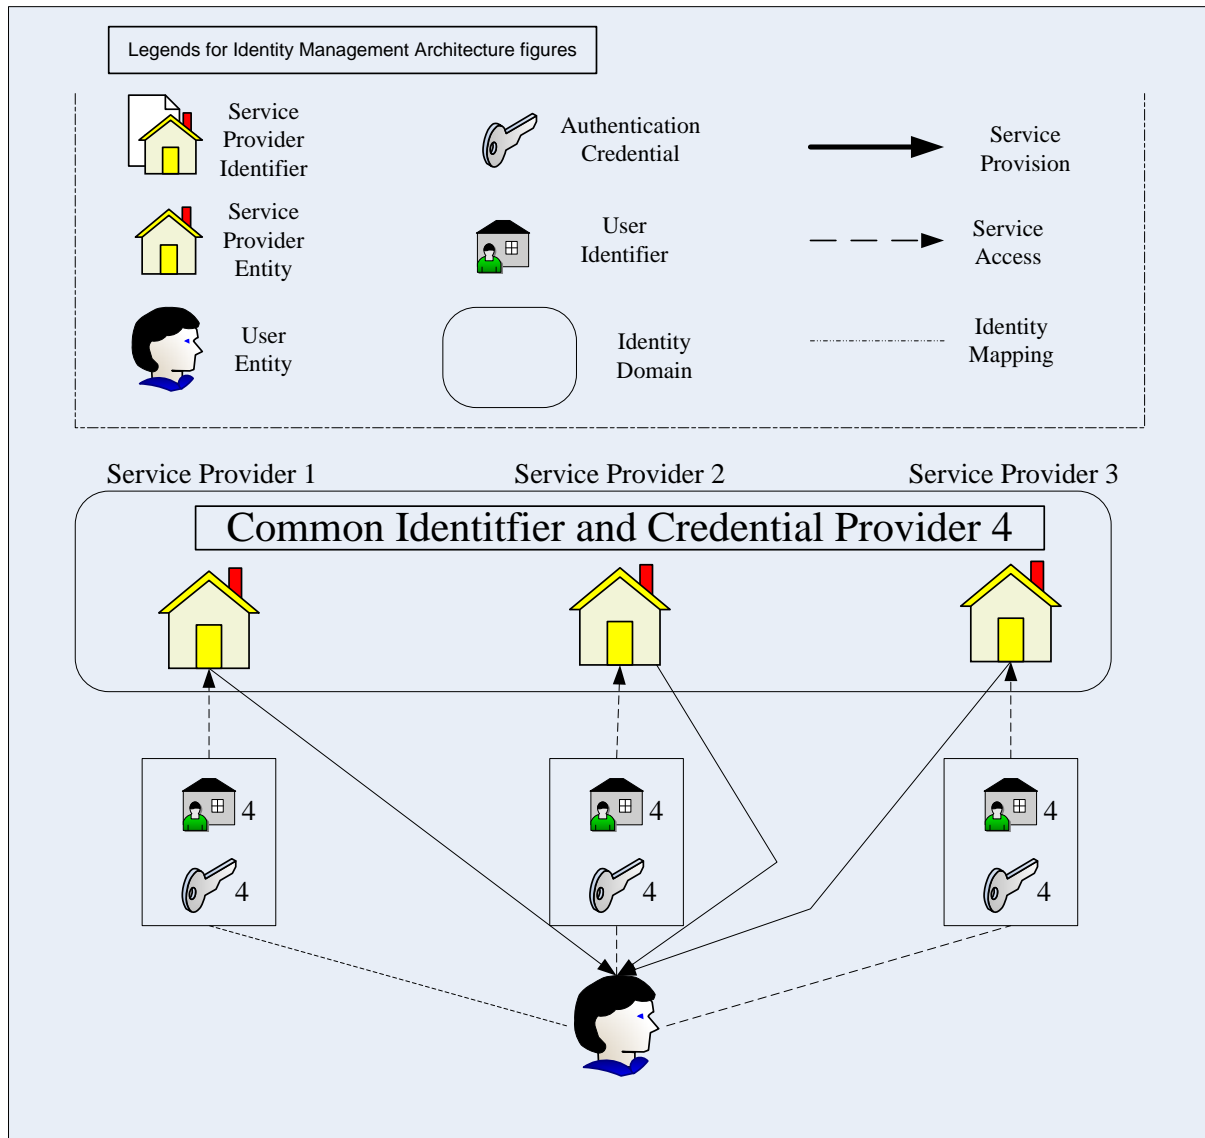 Legends for Identity Management Architecture figures
Service
Provider
Identifier
Authentication
Credential
Service
Provision
Service
Provider
Entity
User
Identifier
Service
Access
User
Entity
Identity
Domain
Identity
Mapping
Service Provider 1
Service Provider 2
Service Provider 3
Common Identitfier and Credential Provider 4
4
4
4
4
4
4